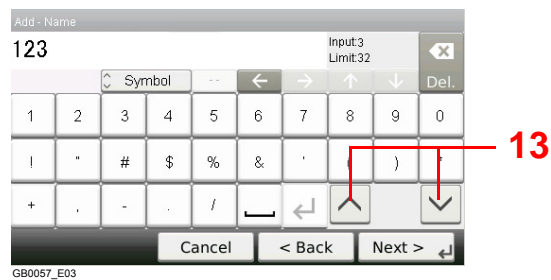 Add - Name
123
Input:3
Limit:32
Symbol -- ← → ↑ ↓ Del.
1 2 3 4 5 6 7 8 9 0
! " # $ % & ' ( ) *
13
+ , - . /
Cancel < Back Next >
GB0057_E03